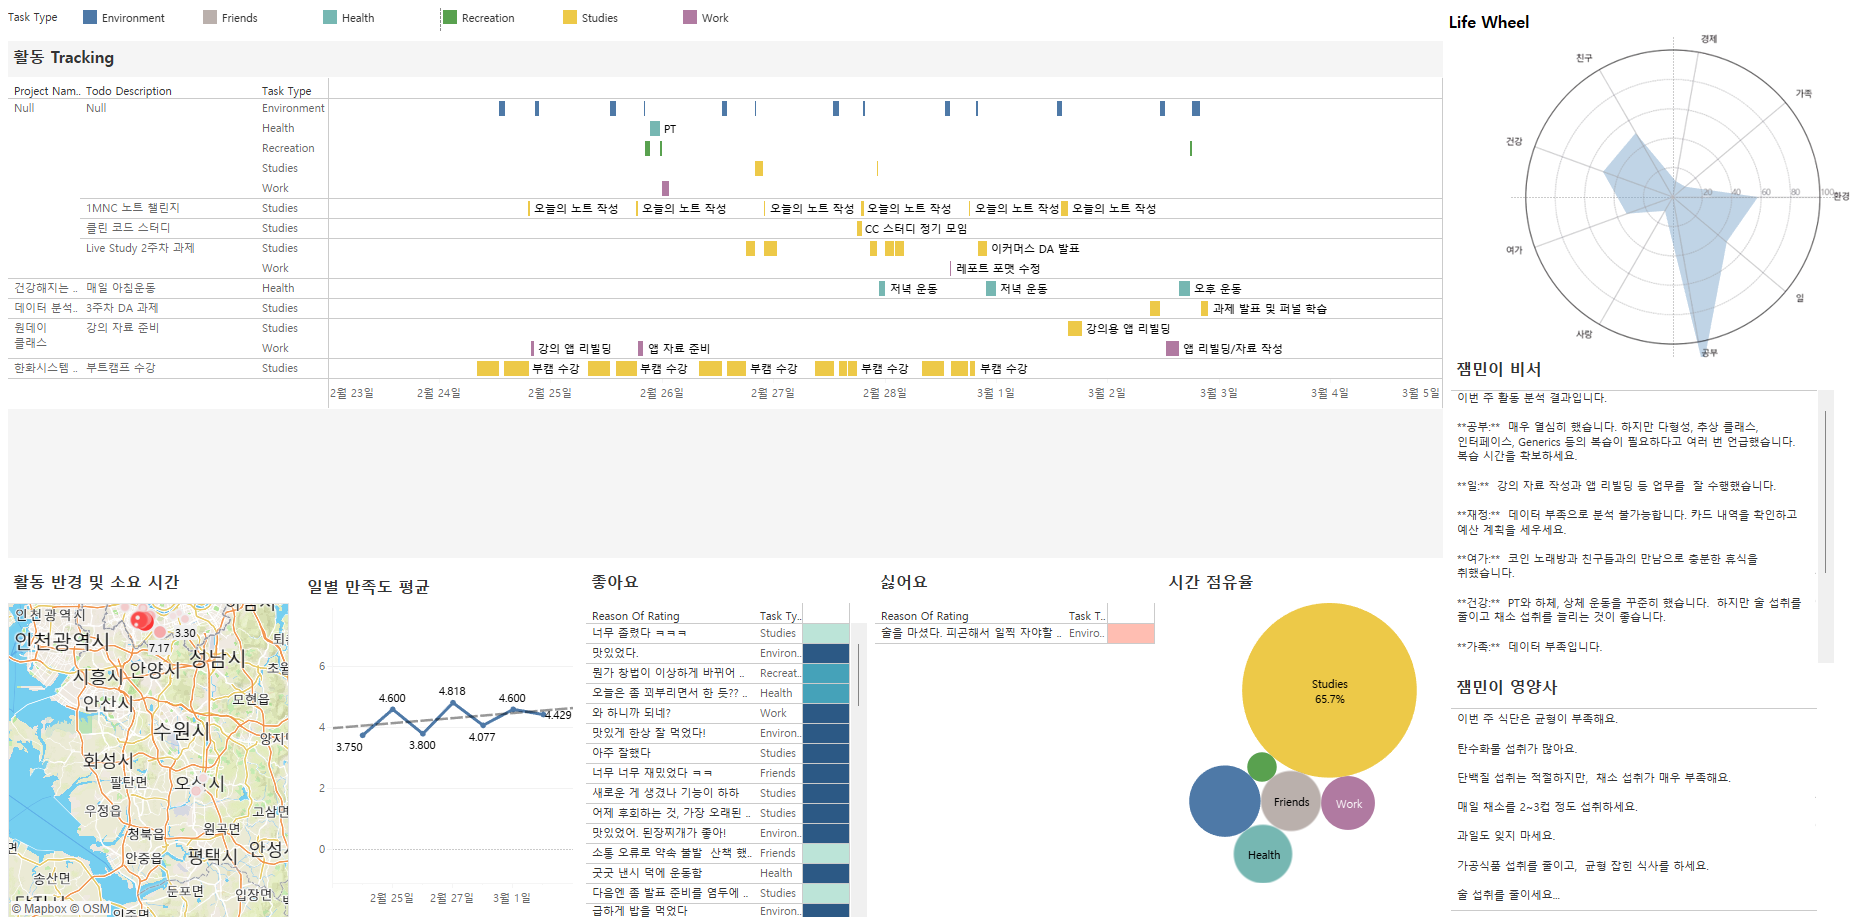 Task Type Environment Friends Health Recreation Studies Work
활동 Tracking
Project Nam.. Todo Description Task Type
Null Null Environment
Health PT
Recreation
Studies
Work
1MNC 노트 챌린지 Studies 오늘의 노트 작성 오늘의 노트 작성 오늘의 노트 작성 오늘의 노트 작성 오늘의 노트 작성 오늘의 노트 작성
클린 코드 스터디 Studies CC 스터디 정기 모임
Live Study 2주차 과제 Studies 이커머스 DA 발표
Work 레포트 포맷 수정
건강해지는 .. 매일 아침운동 Health 저녁 운동 저녁 운동 오후 운동
데이터 분석.. 3주차 DA 과제 Studies 과제 발표 및 퍼널 학습
원데이 강의 자료 준비 Studies 강의용 앱 리빌딩
클래스 Work 강의 앱 리빌딩 앱 자료 준비 앱 리빌딩/자료 작성
한화시스템 .. 부트캠프 수강 Studies 부캠 수강 부캠 수강 부캠 수강 부캠 수강 부캠 수강
2월 23일 2월 24일 2월 25일 2월 26일 2월 27일 2월 28일 3월 1일 3월 2일 3월 3일 3월 4일 3월 5일
Life Wheel
경제
친구
가족
건강
20 40 60 80 100
환경
여가
일
사랑
공부
잼민이 비서
이번 주 활동 분석 결과입니다.
**공부:** 매우 열심히 했습니다. 하지만 다형성, 추상 클래스,
인터페이스, Generics 등의 복습이 필요하다고 여러 번 언급했습니다.
복습 시간을 확보하세요.
**일:** 강의 자료 작성과 앱 리빌딩 등 업무를 잘 수행했습니다.
**재정:** 데이터 부족으로 분석 불가능합니다. 카드 내역을 확인하고
예산 계획을 세우세요.
**여가:** 코인 노래방과 친구들과의 만남으로 충분한 휴식을
취했습니다.
**건강:** PT와 하체, 상체 운동을 꾸준히 했습니다. 하지만 술 섭취를
줄이고 채소 섭취를 늘리는 것이 좋습니다.
**가족:** 데이터 부족입니다.
잼민이 영양사
이번 주 식단은 균형이 부족해요.
탄수화물 섭취가 많아요.
단백질 섭취는 적절하지만, 채소 섭취가 매우 부족해요.
매일 채소를 2~3컵 정도 섭취하세요.
과일도 잊지 마세요.
가공식품 섭취를 줄이고, 균형 잡힌 식사를 하세요.
술 섭취를 줄이세요...
활동 반경 및 소요 시간
인천광역시
인천광역시
3.30
7.17
성남시
시흥시
안양시
안산시
모현읍
수원시
양지
화성시
팔탄면
우정읍
고삼면
청북읍
원곡면
안중읍
평택시
안성
송산면
둔포면
입장면
© Mapbox © OSM
일별 만족도 평균
6
4
2
0
3.750 4.600 3.800 4.818 4.077 4.600 4.429
2월 25일 2월 27일 3월 1일
좋아요
Reason Of Rating Task Ty..
너무 졸렸다 ㅋㅋㅋ Studies
맛있었다. Environ..
뭔가 창법이 이상하게 바뀌어 .. Recreat..
오늘은 좀 꾀부리면서 한 듯?? .. Health
와 하니까 되네? Work
맛있게 한상 잘 먹었다! Environ..
아주 잘했다 Studies
너무 너무 재밌었다 ㅋㅋ Friends
새로운 게 생겼나 기능이 하하 Studies
어제 후회하는 것, 가장 오래된 .. Studies
맛있었어. 된장찌개가 좋아! Environ..
소통 오류로 약속 불발 산책 했.. Friends
굿굿 낸시 덕에 운동함 Health
다음엔 좀 발표 준비를 염두에 .. Studies
급하게 밥을 먹었다 Environ..
싫어요
Reason Of Rating Task T..
술을 마셨다. 피곤해서 일찍 자야할 .. Enviro..
시간 점유율
Studies
65.7%
Friends
Work
Health